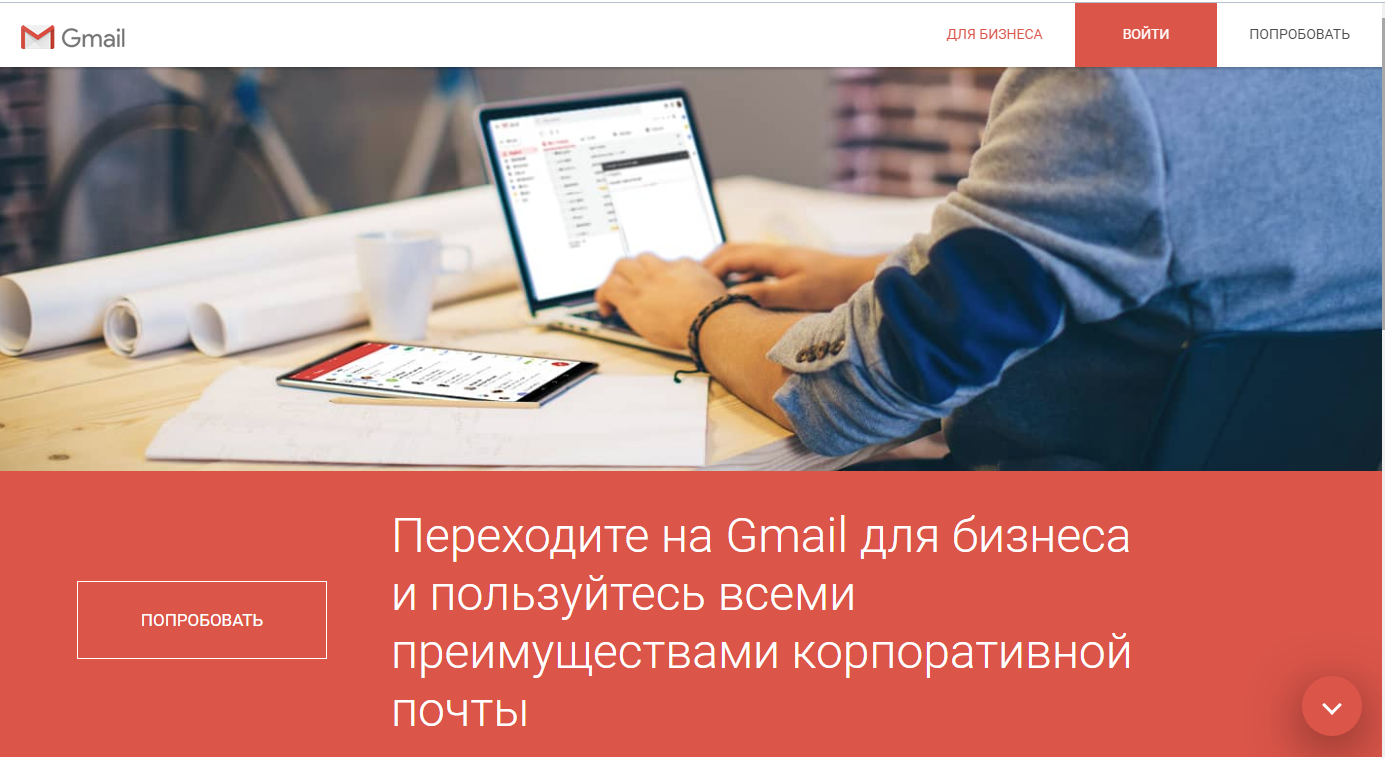 Gmail
ДЛЯ БИЗНЕСА
ВОЙТИ
ПОПРОБОВАТЬ
ПОПРОБОВАТЬ
Переходите на Gmail для бизнеса
и пользуйтесь всеми
преимуществами корпоративной
почты